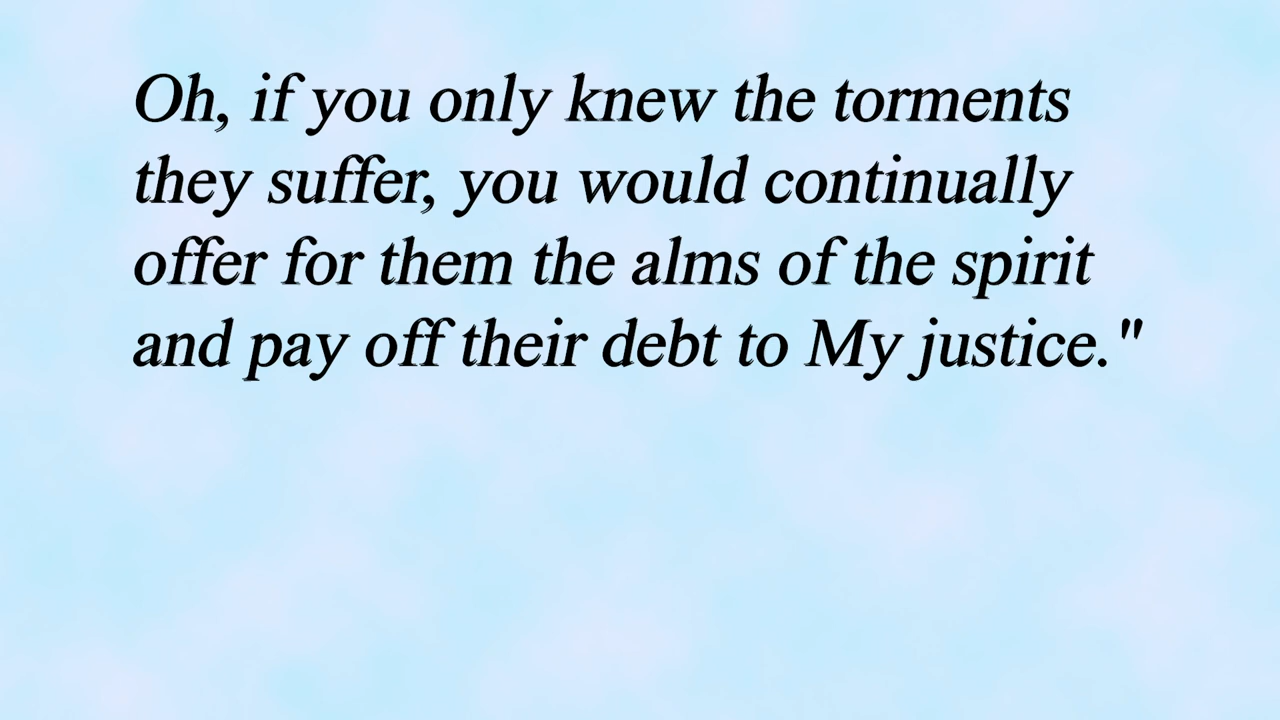 Oh, if you only knew the torments
they suffer, you would continually
offer for them the alms of the spirit
and pay off their debt to My justice."